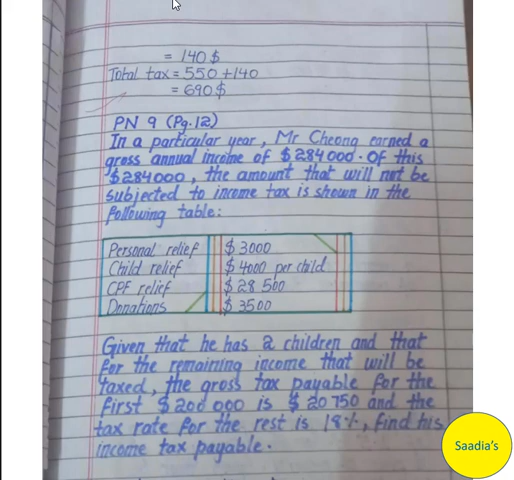 = 140 $
Total tax = 550 + 140
= 690 $
PN 9 (Pg.12)
In a particular year, Mr Cheong earned a
gross annual income of $284000. Of this
$284000, the amount that will not be
subjected to income tax is shown in the
following table:
Personal relief $ 3000
Child relief $ 4000 per child
CPF relief $ 28 500
Donations $ 3500
Given that he has 2 children and that
for the remaining income that will be
taxed, the gross tax payable for the
first $ 200 000 is $ 20 750 and the
tax rate for the rest is 18%, find his
income tax payable.
Saadia's